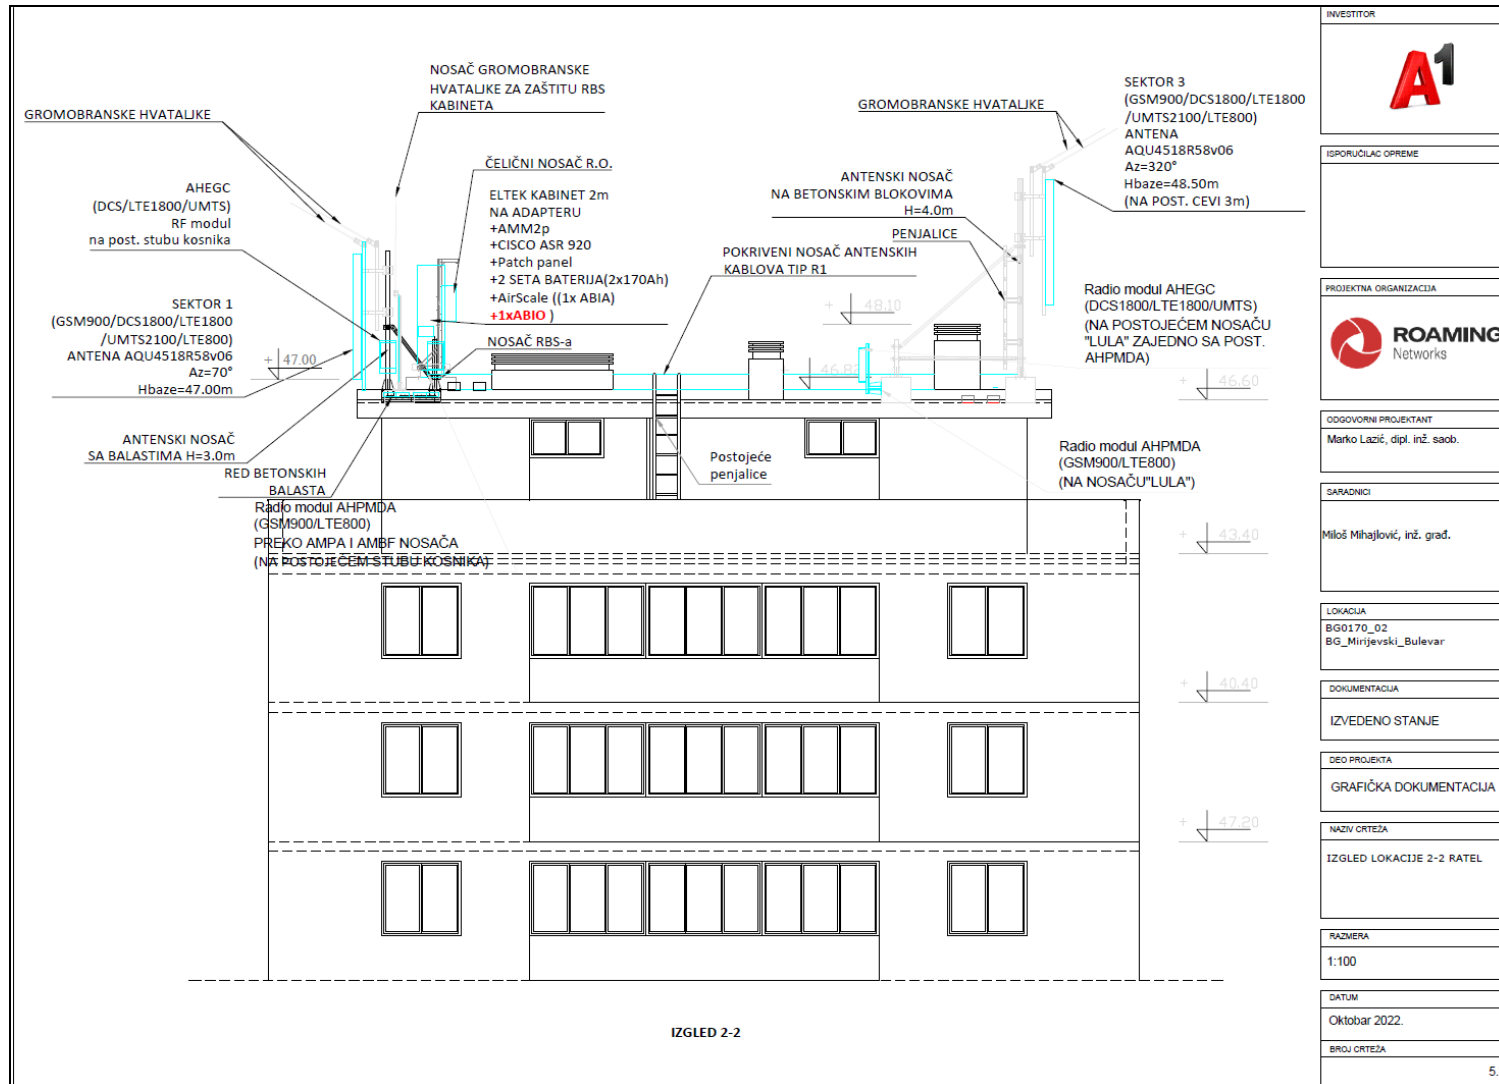 NOSAČ GROMOBRANSKE
HVATALJKE ZA ZAŠTITU RBS
KABINETA
GROMOBRANSKE HVATALJKE
ČELIČNI NOSAČ R.O.
AHEGC
(DCS/LTE1800/UMTS)
RF modul
na post. stubu kosnika
ELTEK KABINET 2m
NA ADAPTERU
+AMM2p
+CISCO ASR 920
+Patch panel
+2 SETA BATERIJA(2x170Ah)
+AirScale ((1x ABIA)
+1xABIO )
NOSAČ RBS-a
SEKTOR 1
(GSM900/DCS1800/LTE1800
/UMTS2100/LTE800)
ANTENA AQU4518R58v06
Az=70°
Hbaze=47.00m
+ 47.00
ANTENSKI NOSAČ
SA BALASTIMA H=3.0m
RED BETONSKIH
BALASTA
Radio modul AHPMDA
(GSM900/LTE800)
PREKO AMPA I AMBF NOSAČA
(NA POSTOJEĆEM STUBU KOSNIKA)
GROMOBRANSKE HVATALJKE
SEKTOR 3
(GSM900/DCS1800/LTE1800
/UMTS2100/LTE800)
ANTENA
AQU4518R58v06
Az=320°
Hbaze=48.50m
(NA POST. CEVI 3m)
ANTENSKI NOSAČ
NA BETONSKIM BLOKOVIMA
H=4.0m
PENJALICE
POKRIVENI NOSAČ ANTENSKIH
KABLOVA TIP R1
+ 48.10
Radio modul AHEGC
(DCS1800/LTE1800/UMTS)
(NA POSTOJEĆEM NOSAČU
"LULA" ZAJEDNO SA POST.
AHPMDA)
+ 46.60
Postojeće
penjalice
Radio modul AHPMDA
(GSM900/LTE800)
(NA NOSAČU"LULA")
+ 43.40
+ 40.40
+ 47.20
IZGLED 2-2
INVESTITOR
A1
ISPORUČILAC OPREME
PROJEKTNA ORGANIZACIJA
ROAMING
Networks
ODGOVORNI PROJEKTANT
Marko Lazić, dipl. inž. saob.
SARADNICI
Miloš Mihajlović, inž. građ.
LOKACIJA
BG0170_02
BG_Mirijevski_Bulevar
DOKUMENTACIJA
IZVEDENO STANJE
DEO PROJEKTA
GRAFIČKA DOKUMENTACIJA
NAZIV CRTEŽA
IZGLED LOKACIJE 2-2 RATEL
RAZMERA
1:100
DATUM
Oktobar 2022.
BROJ CRTEŽA
5.